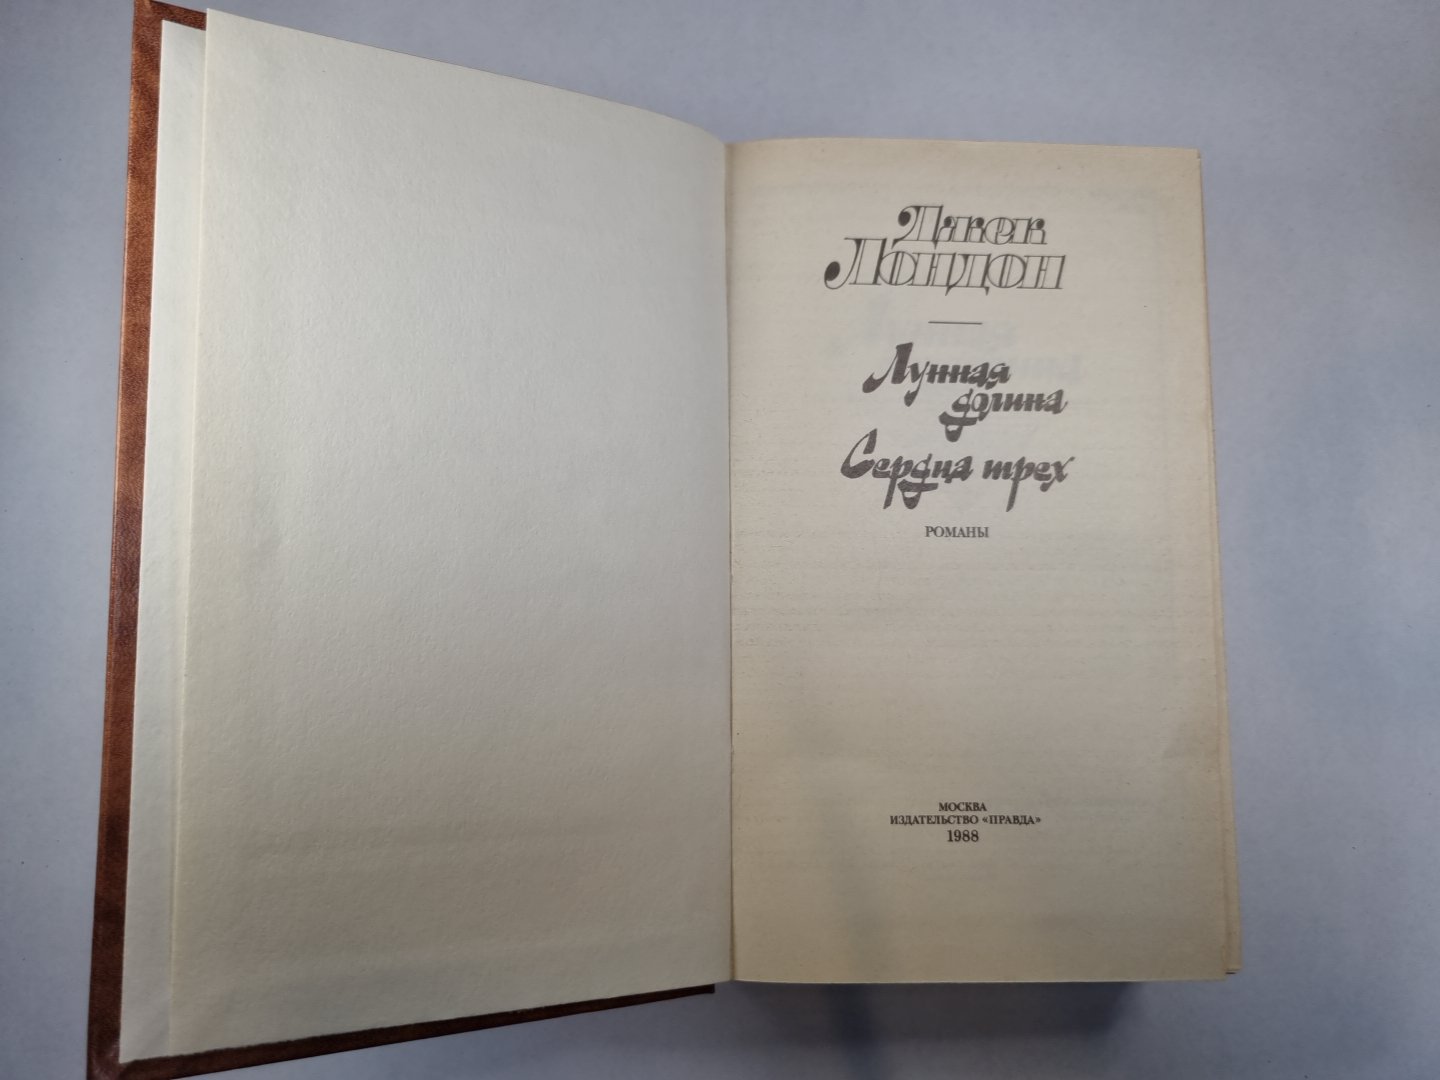 Джек
Лондон
Лунная
долина
Сердца трех
РОМАНЫ
МОСКВА
ИЗДАТЕЛЬСТВО «ПРАВДА»
1988